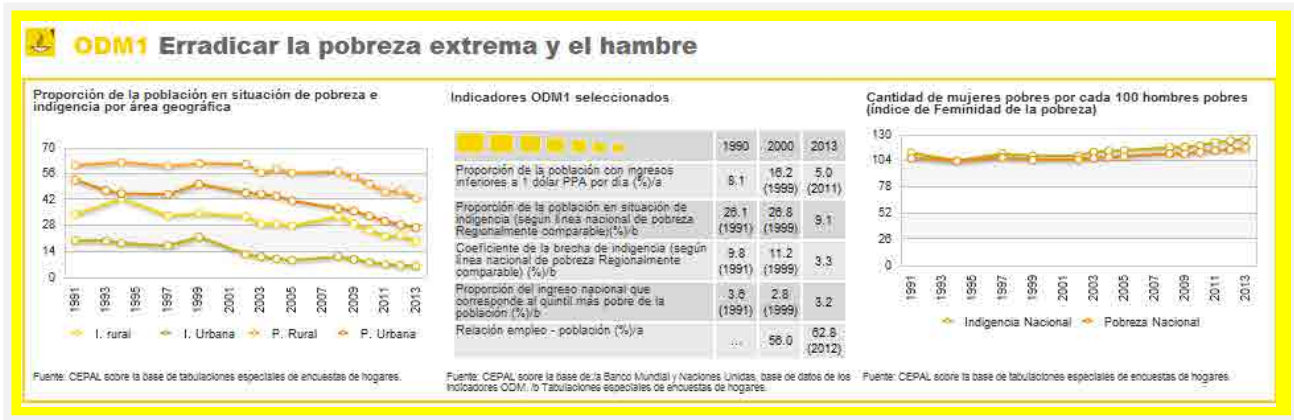 ODM1 Erradicar la pobreza extrema y el hambre
Proporción de la población en situación de pobreza e
indigencia por área geográfica
70
56
42
28
14
0
1991
1993
1995
1997
1999
2001
2003
2005
2007
2009
2011
2013
I. rural
I. Urbana
P. Rural
P. Urbana
Fuente: CEPAL sobre la base de tabulaciones especiales de encuestas de hogares.
Indicadores ODM1 seleccionados
1990 2000 2013
Proporción de la población con ingresos
inferiores a 1 dólar PPA por día (%)/a
8.1
16.2
(1999)
5.0
(2011)
Proporción de la población en situación de
indigencia (según línea nacional de pobreza
Regionalmente comparable)(%)/b
26.1
(1991)
26.8
(1999)
9.1
Coeficiente de la brecha de indigencia (según
línea nacional de pobreza Regionalmente
comparable) (%)/b
9.8
(1991)
11.2
(1999)
3.3
Proporción del ingreso nacional que
corresponde al quintil más pobre de la
población (%)/b
3.6
(1991)
2.8
(1999)
3.2
Relación empleo - población (%)/a
...
56.0
62.8
(2012)
Fuente: CEPAL sobre la base de:/a Banco Mundial y Naciones Unidas, base de datos de los
Indicadores ODM. /b Tabulaciones especiales de encuestas de hogares.
Cantidad de mujeres pobres por cada 100 hombres pobres
(índice de Feminidad de la pobreza)
130
104
78
52
26
0
1991
1993
1995
1997
1999
2001
2003
2005
2007
2009
2011
2013
Indigencia Nacional
Pobreza Nacional
Fuente: CEPAL sobre la base de tabulaciones especiales de encuestas de hogares.